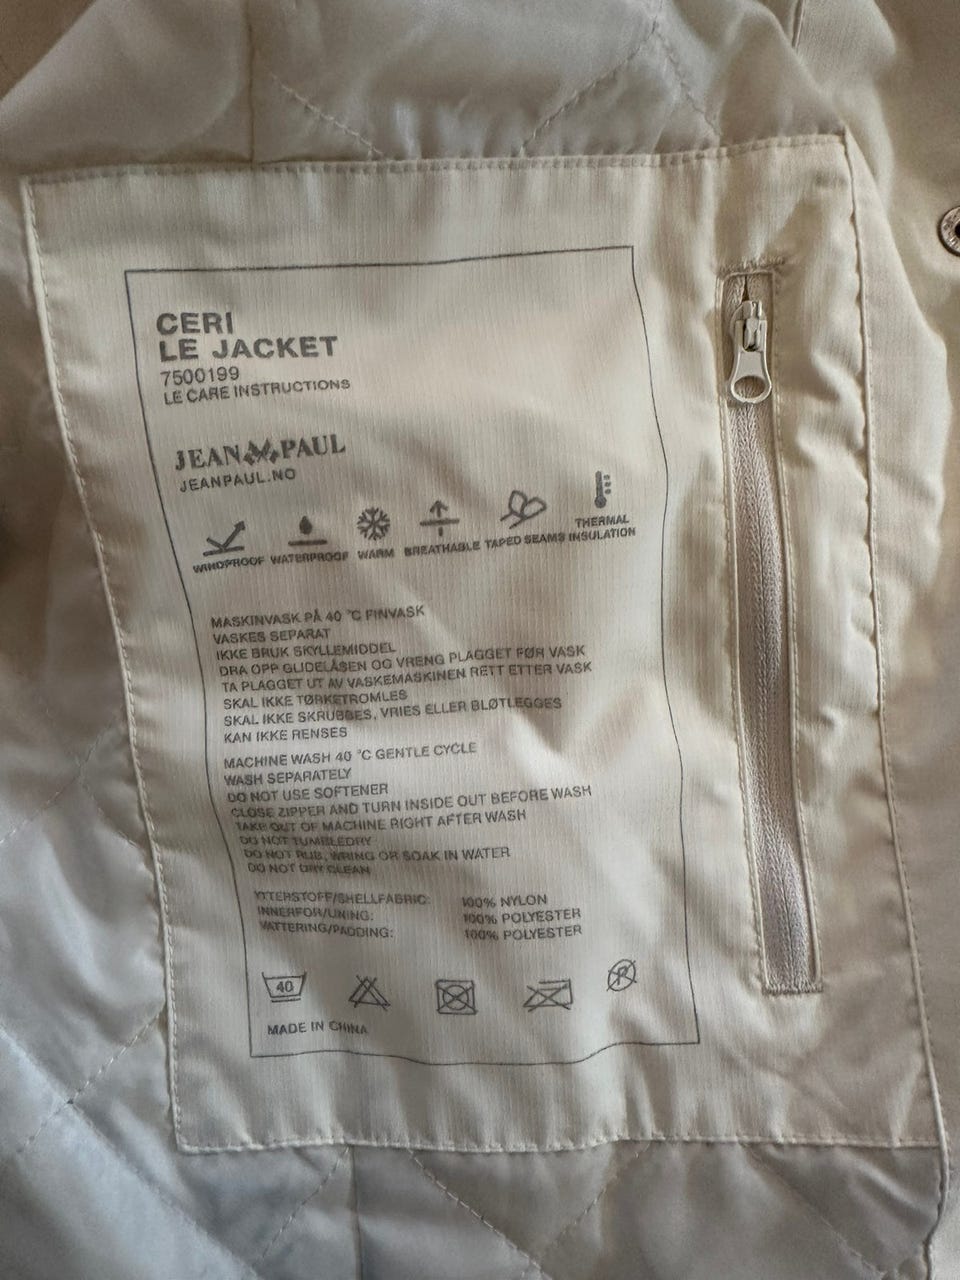 CERI
LE JACKET
7500199
LE CARE INSTRUCTIONS
JEAN PAUL
JEANPAUL.NO
WINDPROOF WATERPROOF WARM BREATHABLE TAPED SEAMS THERMAL INSULATION
MASKINVASK PÅ 40 °C FINVASK
VASKES SEPARAT
IKKE BRUK SKYLLEMIDDEL
DRA OPP GLIDELÅSEN OG VRENG PLAGGET FØR VASK
TA PLAGGET UT AV VASKEMASKINEN RETT ETTER VASK
SKAL IKKE TØRKETROMLES
SKAL IKKE SKRUBBES, VRIES ELLER BLØTLEGGES
KAN IKKE RENSES
MACHINE WASH 40 °C GENTLE CYCLE
WASH SEPARATELY
DO NOT USE SOFTENER
CLOSE ZIPPER AND TURN INSIDE OUT BEFORE WASH
TAKE OUT OF MACHINE RIGHT AFTER WASH
DO NOT TUMBLEDRY
DO NOT RUB, WRING OR SOAK IN WATER
DO NOT DRY CLEAN
YTTERSTOFF/SHELLFABRIC: 100% NYLON
INNERFOR/LINING: 100% POLYESTER
VATTERING/PADDING: 100% POLYESTER
40 P
MADE IN CHINA